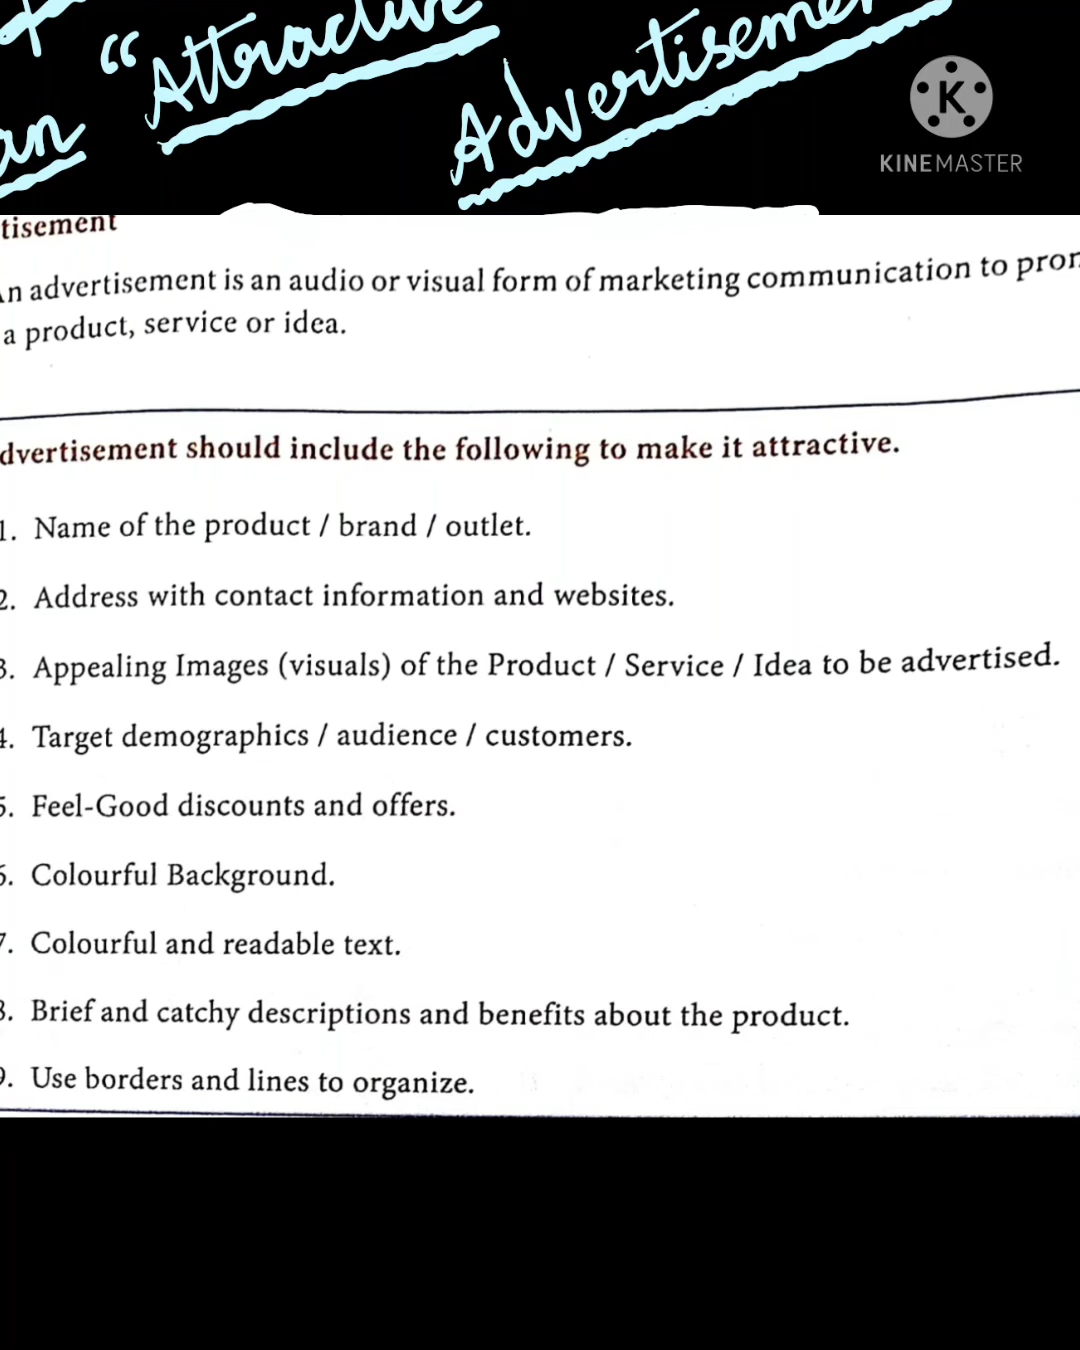 "Attractive
an Advertisement
KINEMASTER
tisement
An advertisement is an audio or visual form of marketing communication to pror
a product, service or idea.
dvertisement should include the following to make it attractive.
1. Name of the product / brand / outlet.
2. Address with contact information and websites.
3. Appealing Images (visuals) of the Product / Service / Idea to be advertised.
4. Target demographics / audience / customers.
5. Feel-Good discounts and offers.
6. Colourful Background.
7. Colourful and readable text.
8. Brief and catchy descriptions and benefits about the product.
9. Use borders and lines to organize.